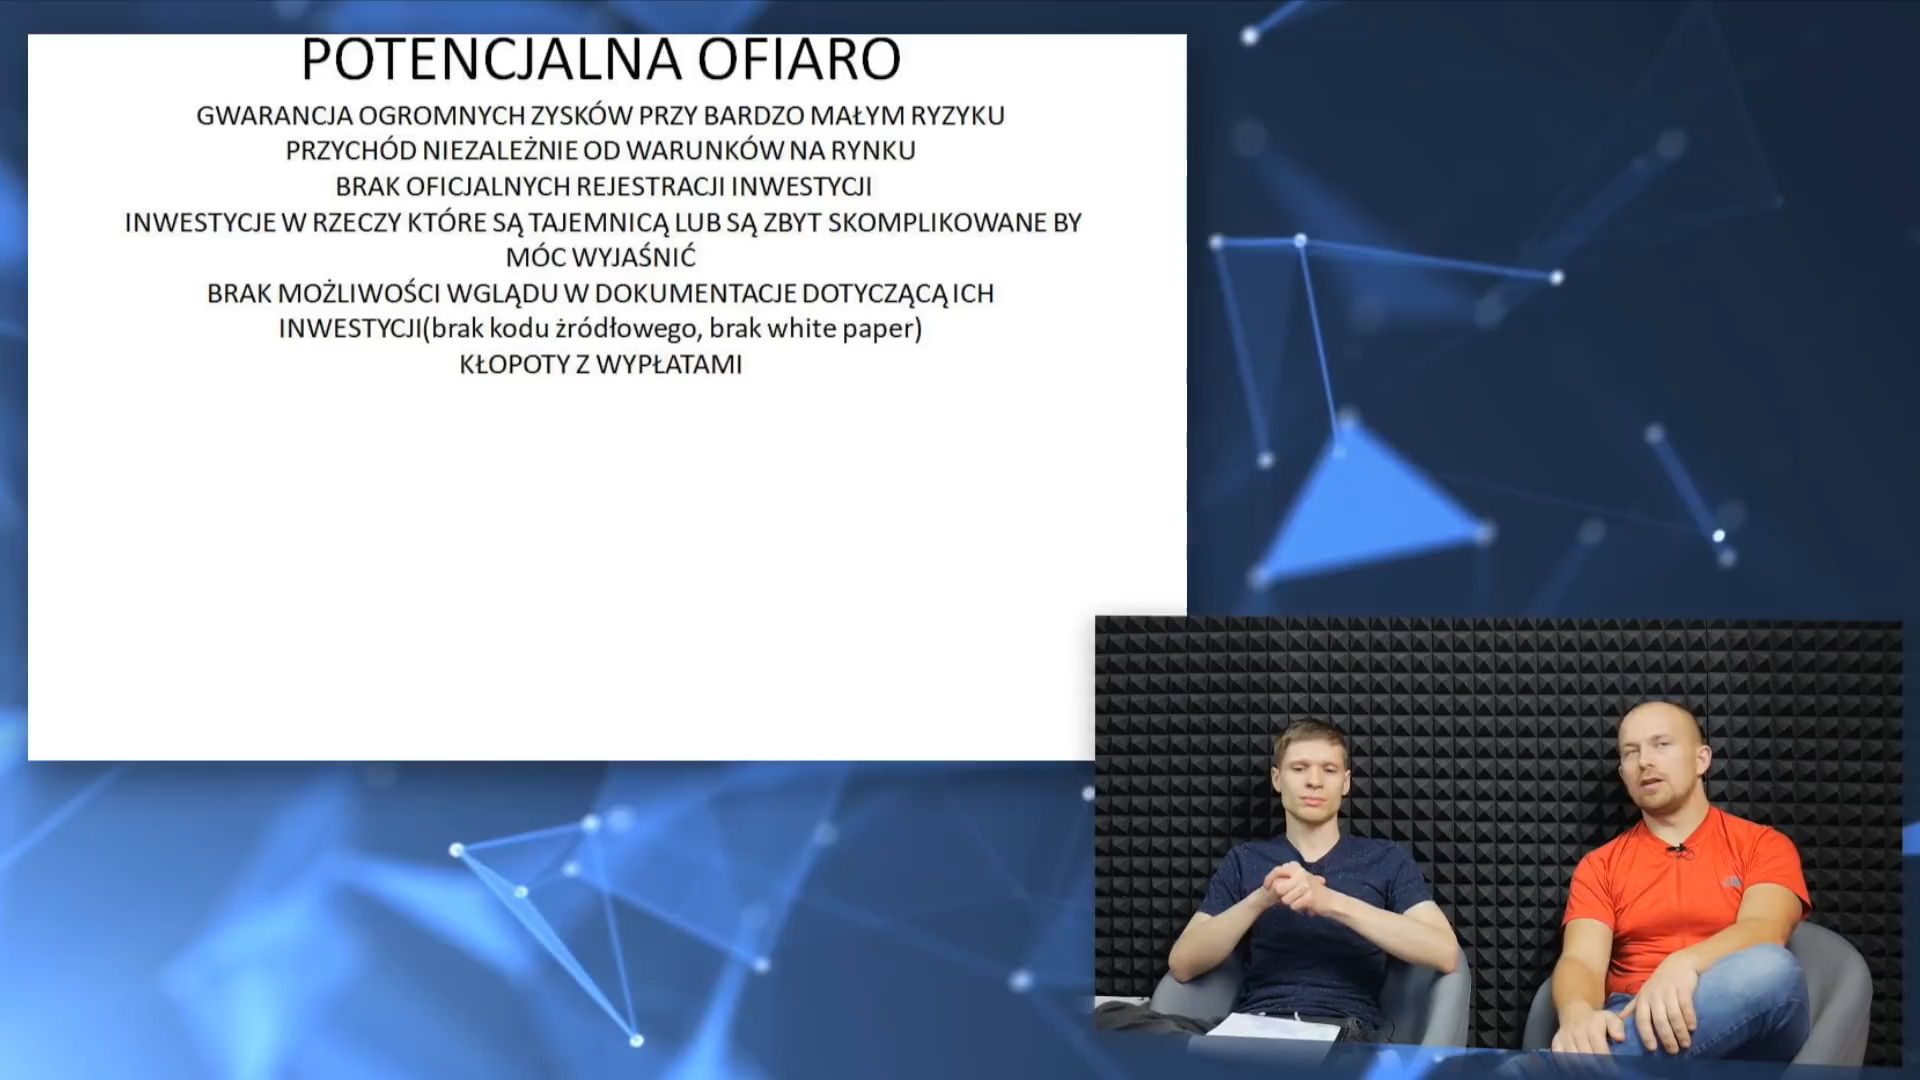 POTENCJALNA OFIARO
GWARANCJA OGROMNYCH ZYSKÓW PRZY BARDZO MAŁYM RYZYKU
PRZYCHÓD NIEZALEŻNIE OD WARUNKÓW NA RYNKU
BRAK OFICJALNYCH REJESTRACJI INWESTYCJI
INWESTYCJE W RZECZY KTÓRE SĄ TAJEMNICĄ LUB SĄ ZBYT SKOMPLIKOWANE BY
MÓC WYJAŚNIĆ
BRAK MOŻLIWOŚCI WGLĄDU W DOKUMENTACJE DOTYCZĄCĄ ICH
INWESTYCJI(brak kodu żródłowego, brak white paper)
KŁOPOTY Z WYPŁATAMI